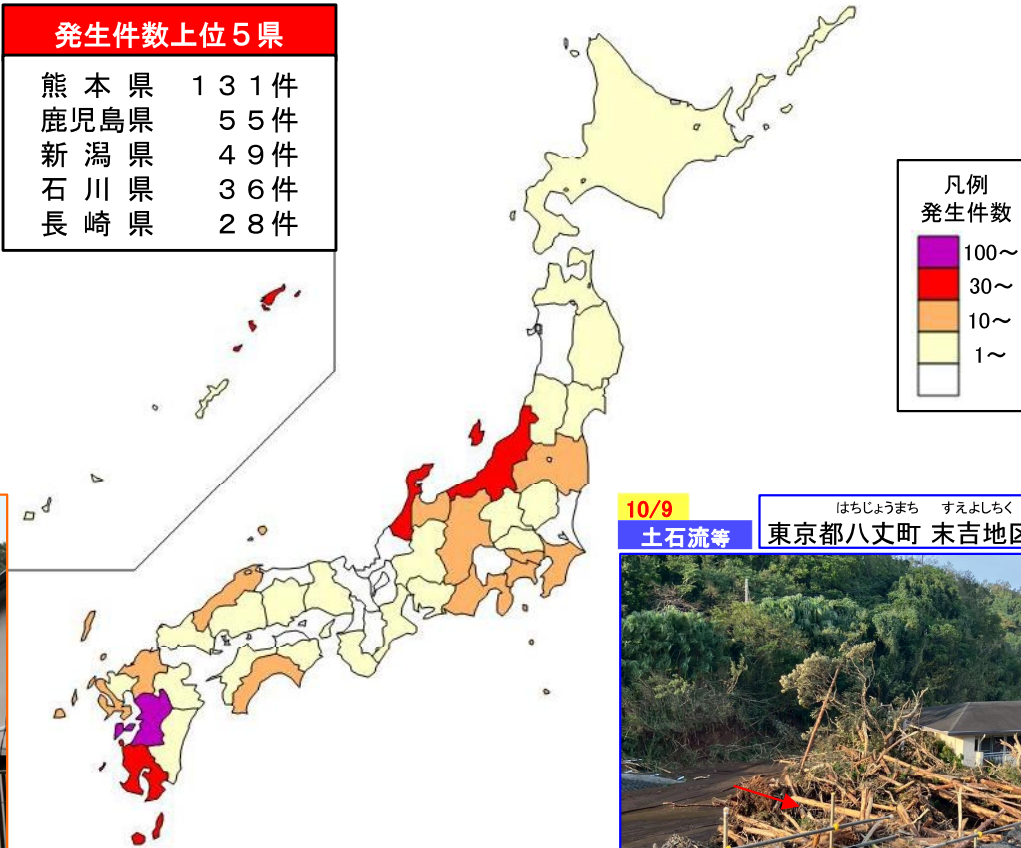 発生件数上位5県
熊本県 131件
鹿児島県 55件
新潟県 49件
石川県 36件
長崎県 28件
凡例
発生件数
100～
30～
10～
1～
10/9
土石流等
はちじょうまち すえよしちく
東京都八丈町 末吉地区